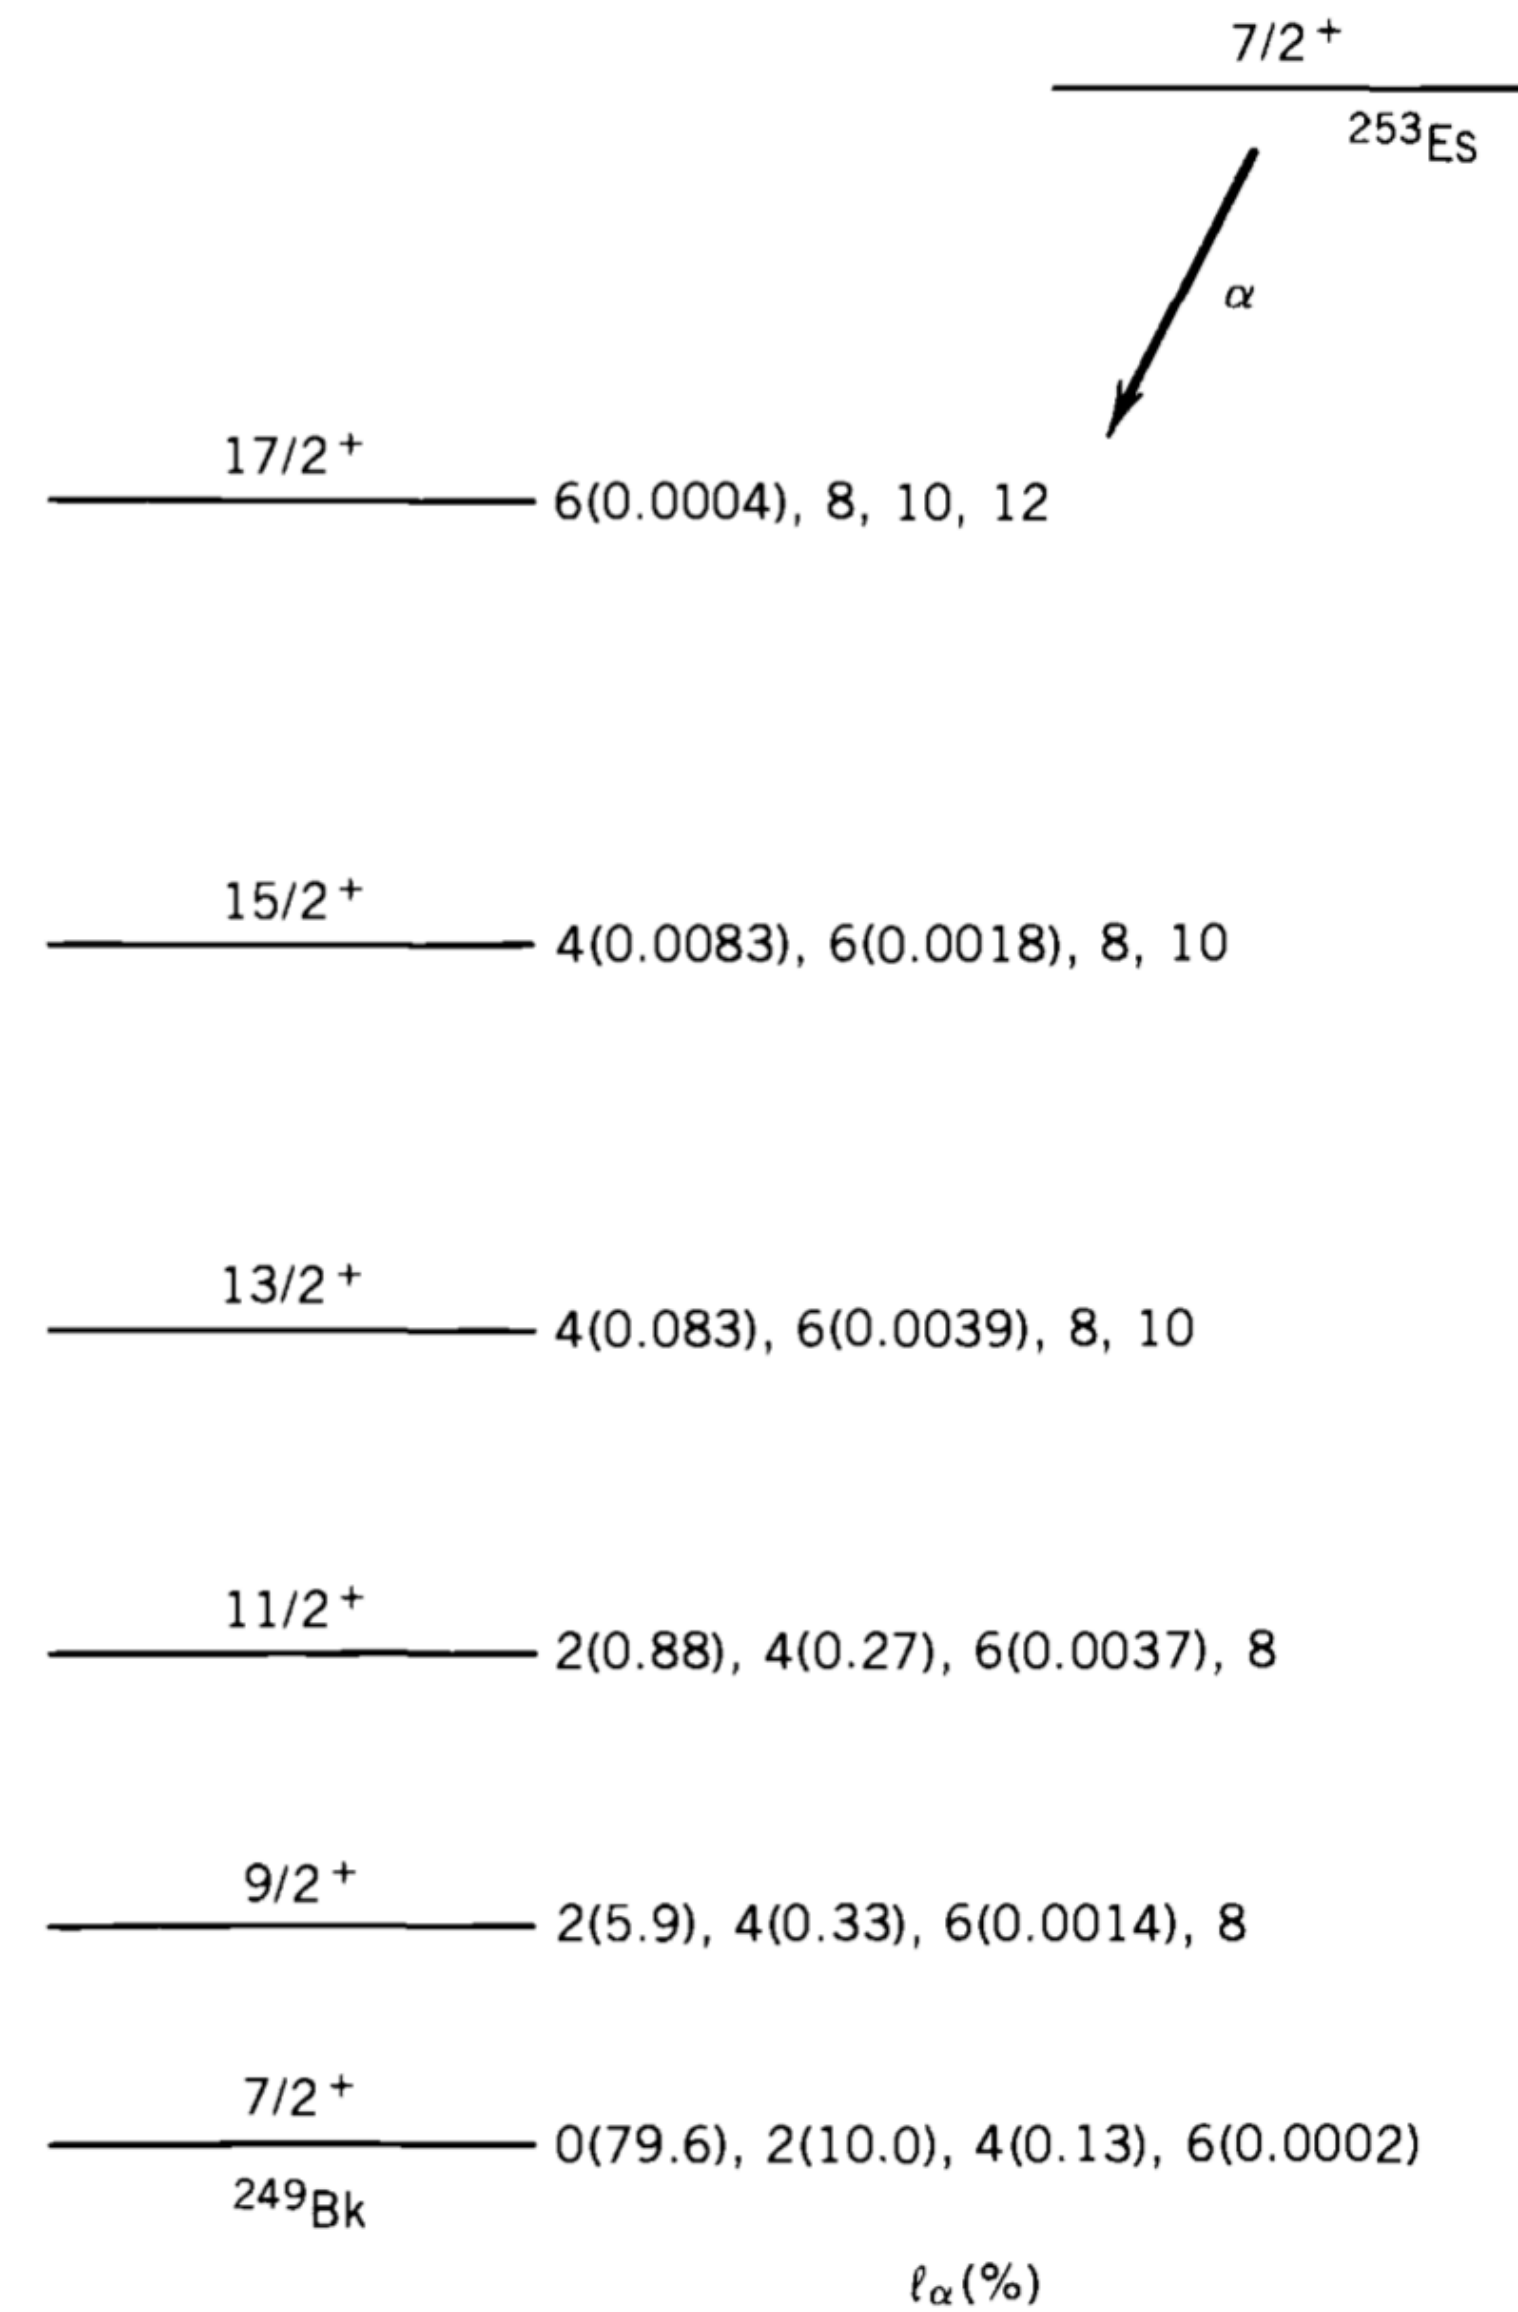 7/2⁺
²⁵³Es
α
17/2⁺
6(0.0004), 8, 10, 12
15/2⁺
4(0.0083), 6(0.0018), 8, 10
13/2⁺
4(0.083), 6(0.0039), 8, 10
11/2⁺
2(0.88), 4(0.27), 6(0.0037), 8
9/2⁺
2(5.9), 4(0.33), 6(0.0014), 8
7/2⁺
0(79.6), 2(10.0), 4(0.13), 6(0.0002)
²⁴⁹Bk
ℓα(%)